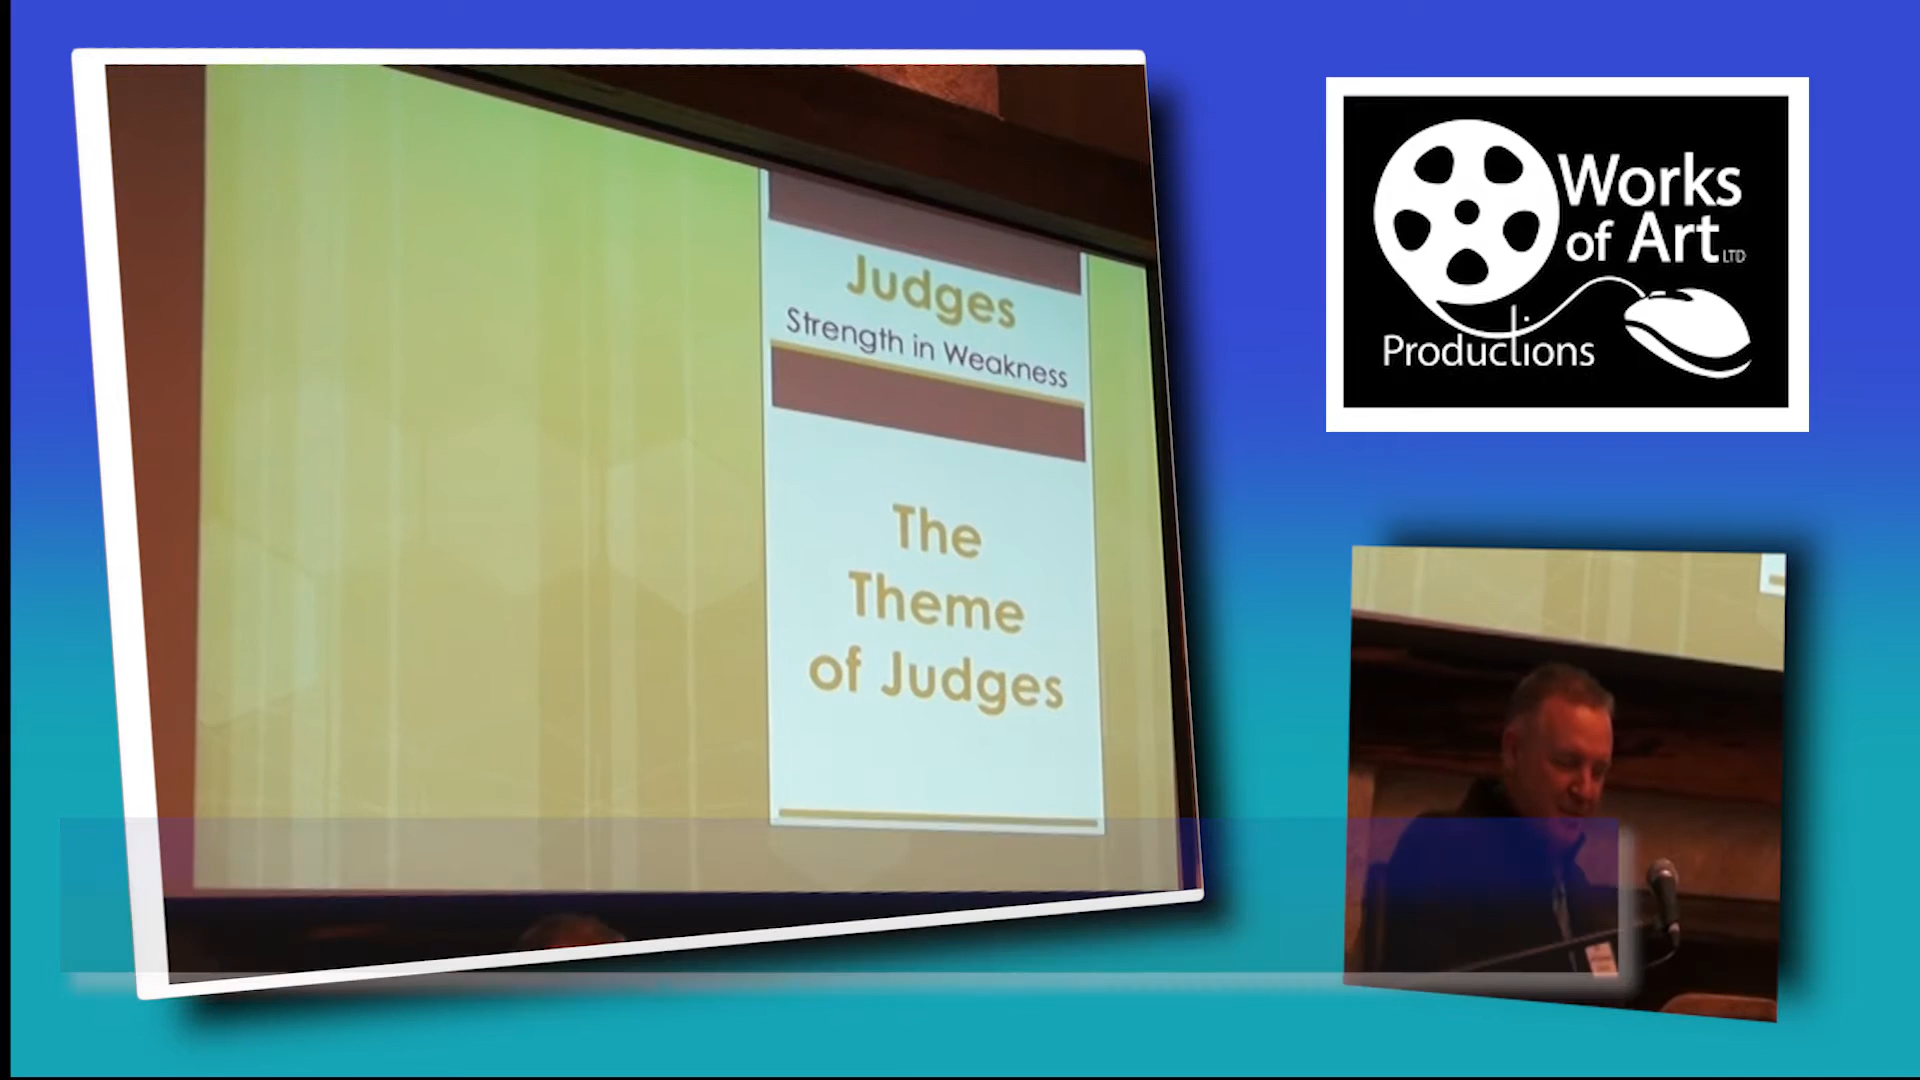 Judges
Strength in Weakness
The
Theme
of Judges
Works
of Art LTD
Productions